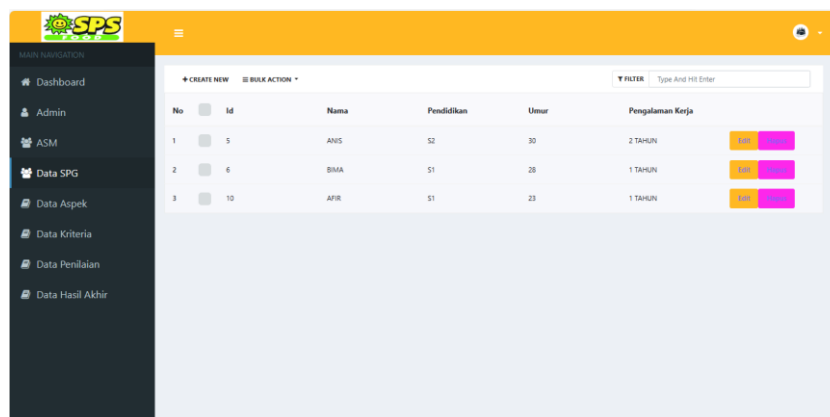 SPS
FOOD
MAIN NAVIGATION
Dashboard
Admin
ASM
Data SPG
Data Aspek
Data Kriteria
Data Penilaian
Data Hasil Akhir
+ CREATE NEW BULK ACTION
FILTER Type And Hit Enter
No Id Nama Pendidikan Umur Pengalaman Kerja
1 5 ANIS S2 30 2 TAHUN Edit
2 6 BIMA S1 28 1 TAHUN Edit
3 10 AFIR S1 23 1 TAHUN Edit